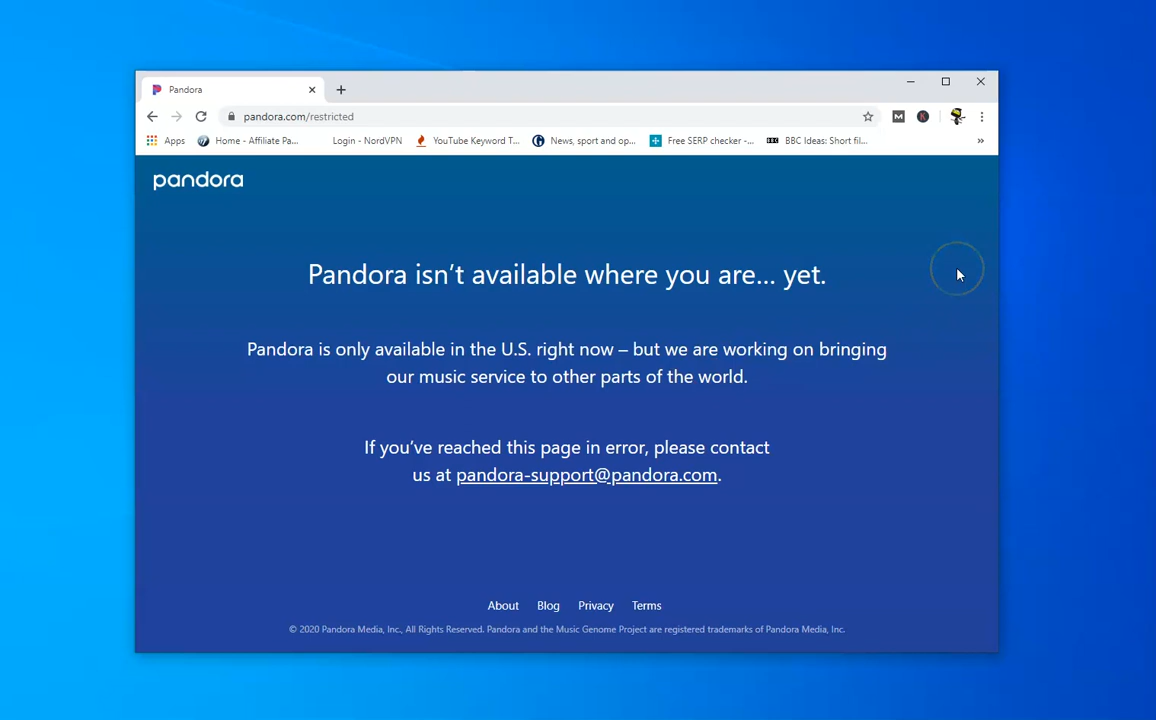 Pandora
pandora.com/restricted
Apps Home - Affiliate Pa... Login - NordVPN YouTube Keyword T... News, sport and op... Free SERP checker -... BBC BBC Ideas: Short fil... »
pandora
Pandora isn’t available where you are... yet.
Pandora is only available in the U.S. right now – but we are working on bringing
our music service to other parts of the world.
If you’ve reached this page in error, please contact
us at pandora-support@pandora.com.
About Blog Privacy Terms
© 2020 Pandora Media, Inc., All Rights Reserved. Pandora and the Music Genome Project are registered trademarks of Pandora Media, Inc.